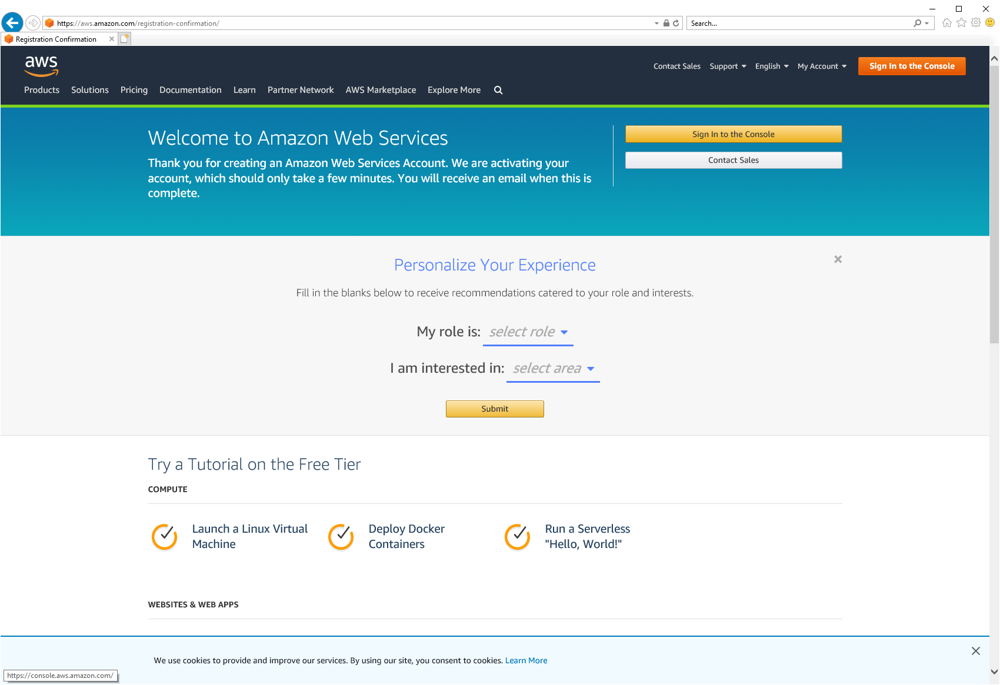 https://aws.amazon.com/registration-confirmation/
Search...
Registration Confirmation
aws
Contact Sales Support English My Account Sign In to the Console
Products Solutions Pricing Documentation Learn Partner Network AWS Marketplace Explore More
Welcome to Amazon Web Services
Thank you for creating an Amazon Web Services Account. We are activating your
account, which should only take a few minutes. You will receive an email when this is
complete.
Sign In to the Console
Contact Sales
Personalize Your Experience
Fill in the blanks below to receive recommendations catered to your role and interests.
My role is: select role
I am interested in: select area
Submit
Try a Tutorial on the Free Tier
COMPUTE
Launch a Linux Virtual
Machine
Deploy Docker
Containers
Run a Serverless
"Hello, World!"
WEBSITES & WEB APPS
We use cookies to provide and improve our services. By using our site, you consent to cookies. Learn More
https://console.aws.amazon.com/